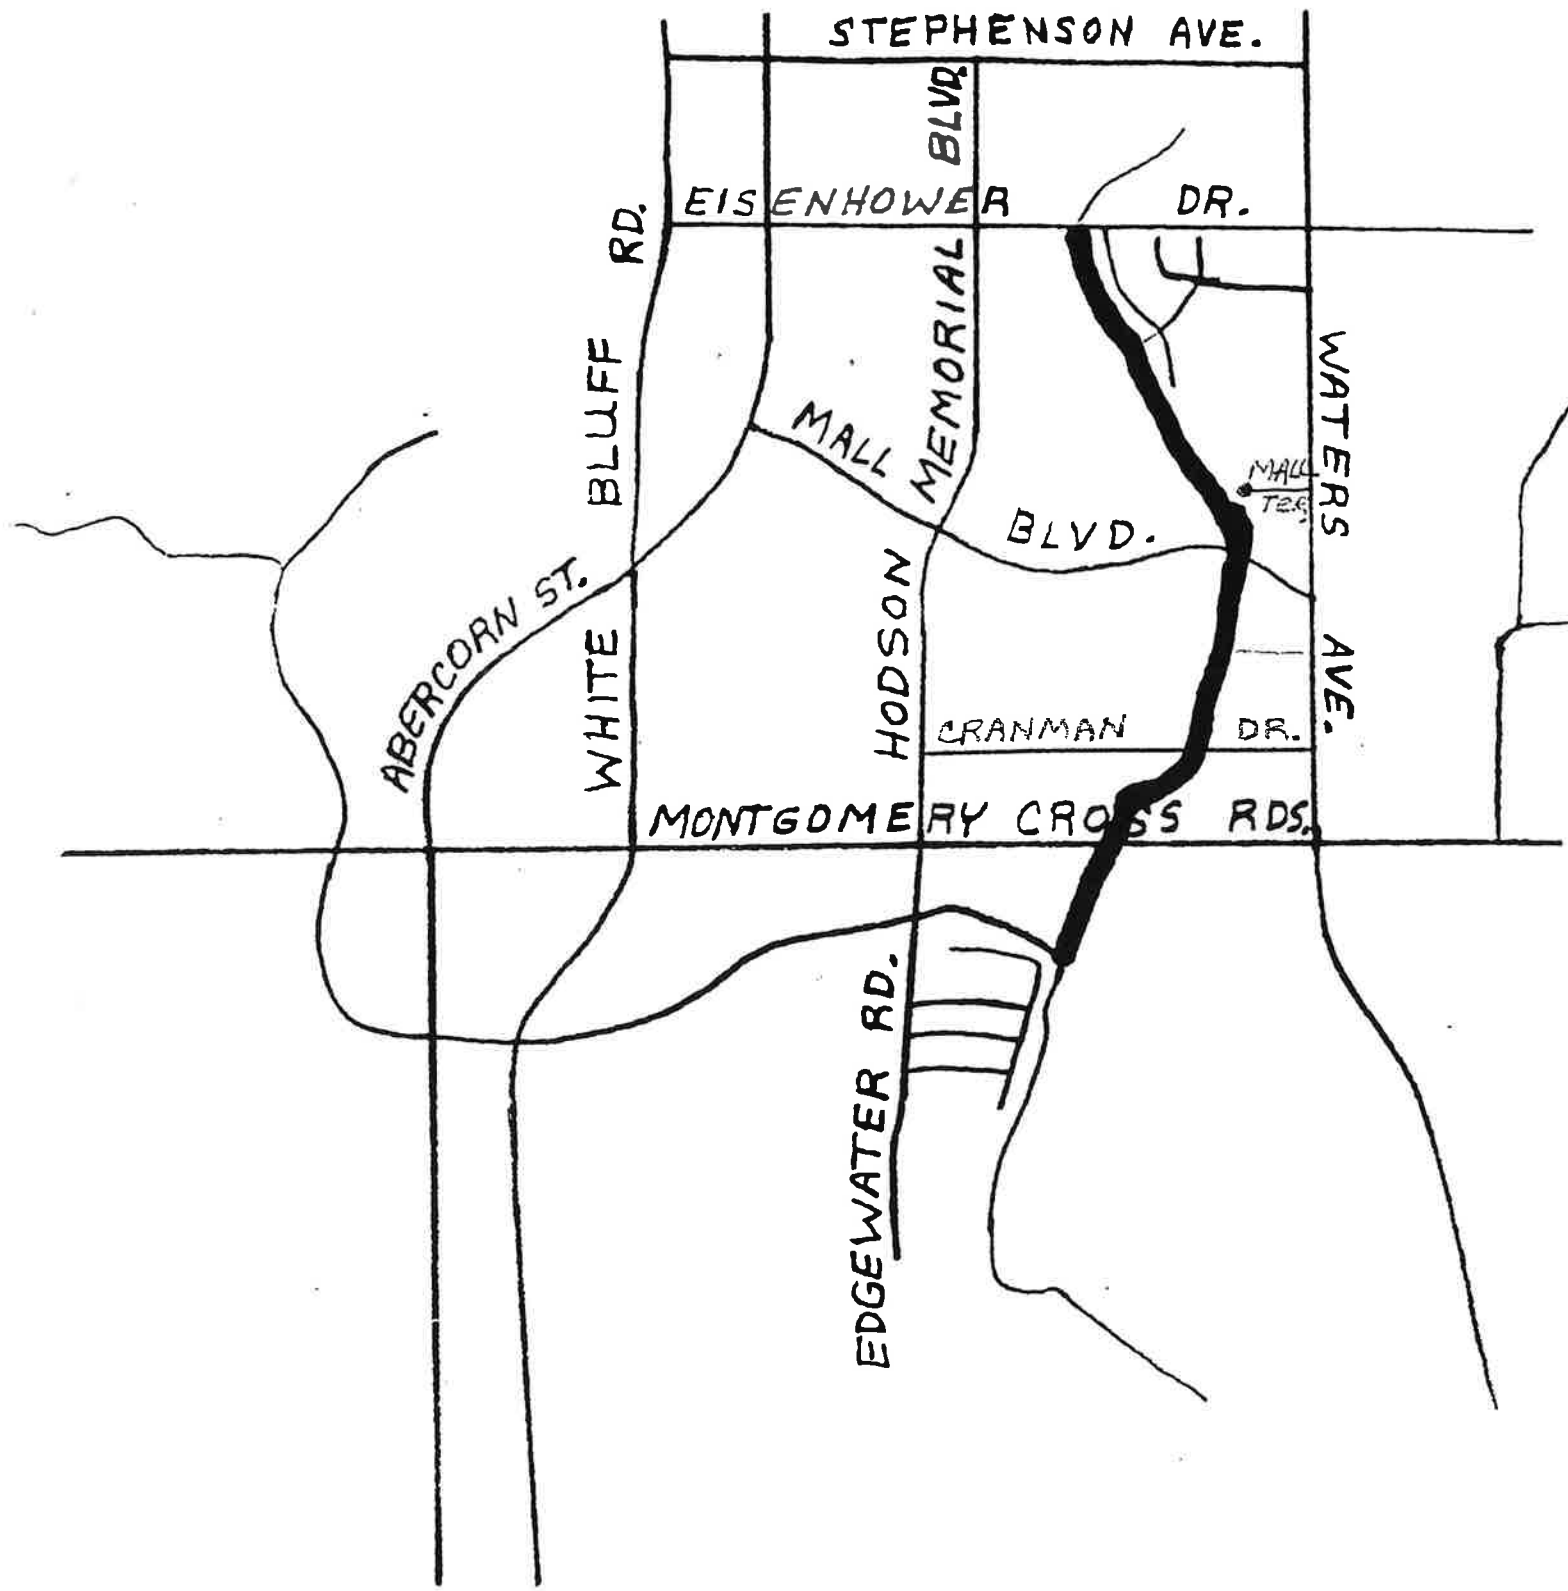 STEPHENSON AVE.
EISENHOWER DR.
WHITE BLUFF RD.
HODSON MEMORIAL BLVD.
WATERS AVE.
MALL BLVD.
MALL
ABERCORN ST.
CRANMAN DR.
MONTGOMERY CROSS RDS.
EDGEWATER RD.